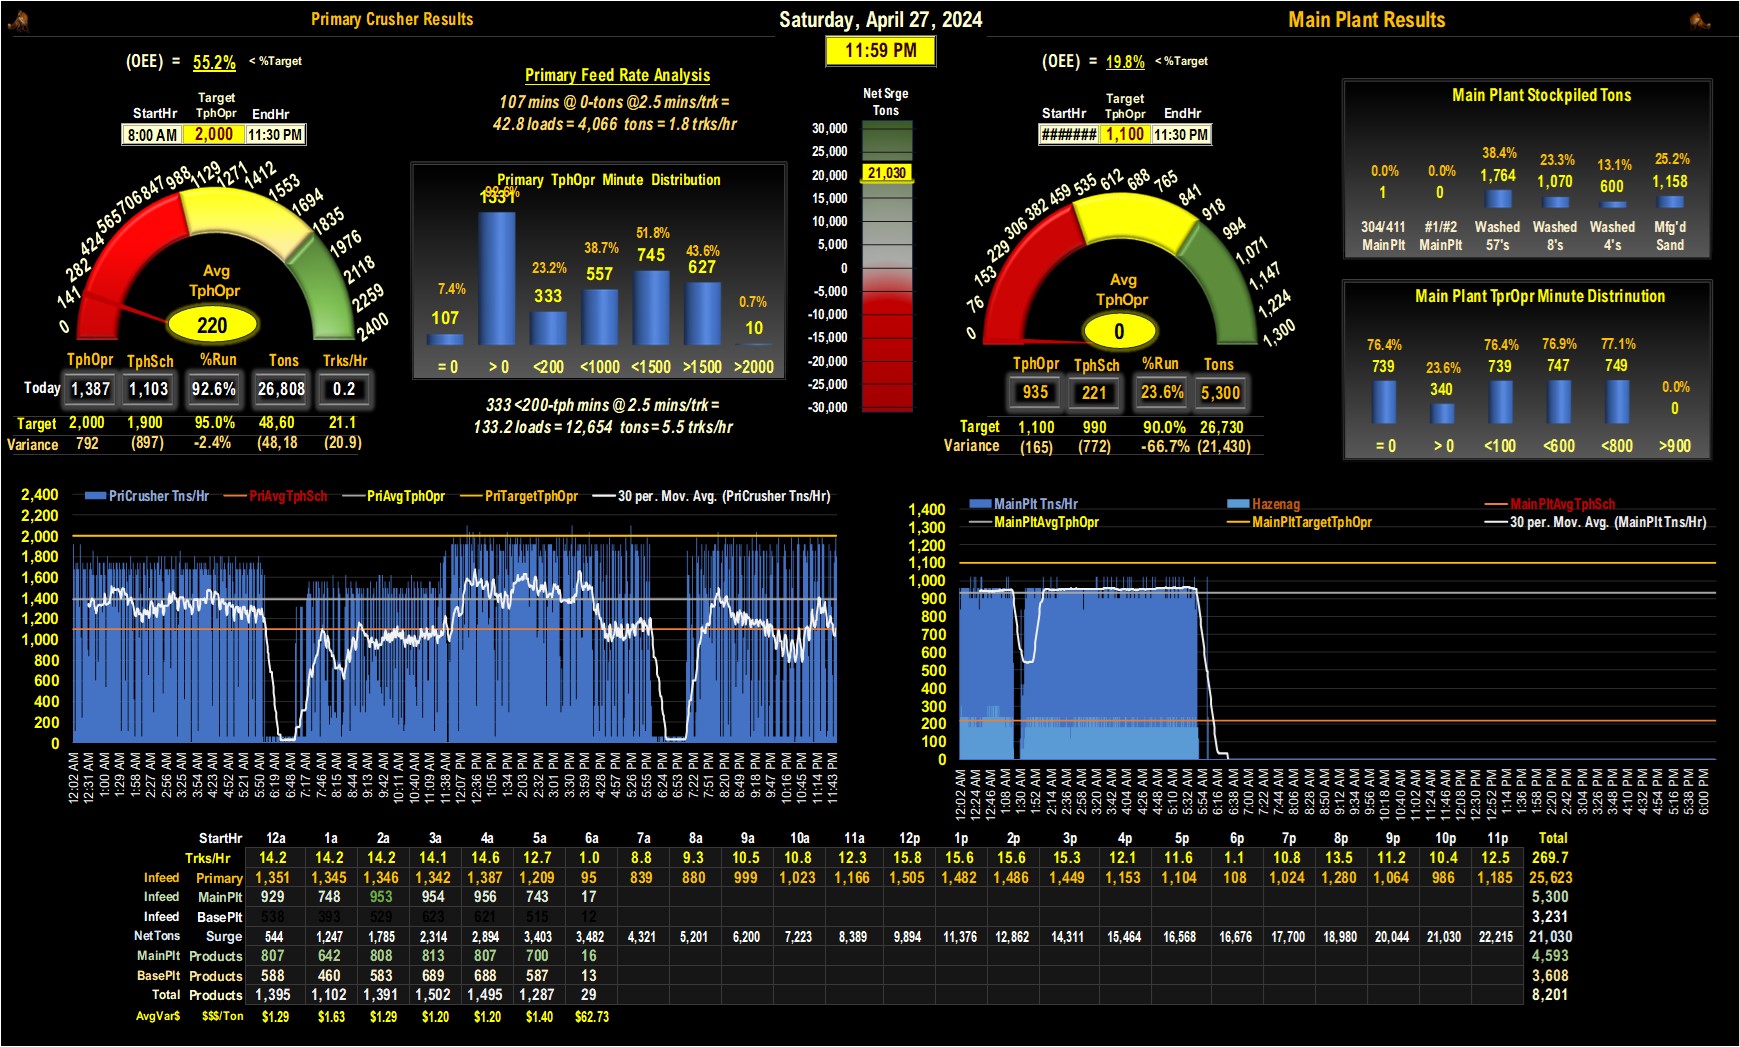 Primary Crusher Results
Saturday, April 27, 2024
Main Plant Results
11:59 PM
(OEE) = 55.2% < %Target
Target
StartHr TphOpr EndHr
8:00 AM 2,000 11:30 PM
0 141 282 424 565 706 847 988 1129 1271 1412 1553 1694 1835 1976 2118 2259 2400
Avg
TphOpr
220
TphOpr TphSch %Run Tons Trks/Hr
Today 1,387 1,103 92.6% 26,808 0.2
Target 2,000 1,900 95.0% 48,60 21.1
Variance 792 (897) -2.4% (48,18 (20.9)
Primary Feed Rate Analysis
107 mins @ 0-tons @2.5 mins/trk =
42.8 loads = 4,066 tons = 1.8 trks/hr
Primary TphOpr Minute Distribution
7.4% 23.2% 38.7% 51.8% 43.6% 0.7%
107 1331 333 557 745 627 10
= 0 > 0 <200 <1000 <1500 >1500 >2000
333 <200-tph mins @ 2.5 mins/trk =
133.2 loads = 12,654 tons = 5.5 trks/hr
Net Srge
Tons
30,000
25,000
21,030
20,000
15,000
10,000
5,000
0
-5,000
-10,000
-15,000
-20,000
-25,000
-30,000
(OEE) = 19.8% < %Target
Target
StartHr TphOpr EndHr
####### 1,100 11:30 PM
0 76 153 229 306 382 459 535 612 688 765 841 918 994 1,071 1,147 1,224 1,300
Avg
TphOpr
0
TphOpr TphSch %Run Tons
935 221 23.6% 5,300
Target 1,100 990 90.0% 26,730
Variance (165) (772) -66.7% (21,430)
Main Plant Stockpiled Tons
0.0% 0.0% 38.4% 23.3% 13.1% 25.2%
1 0 1,764 1,070 600 1,158
304/411 #1/#2 Washed Washed Washed Mfg'd
MainPlt MainPlt 57's 8's 4's Sand
Main Plant TprOpr Minute Distrinution
76.4% 23.6% 76.4% 76.9% 77.1% 0.0%
739 340 739 747 749 0
= 0 > 0 <100 <600 <800 >900
PriCrusher Tns/Hr PriAvgTphSch PriAvgTphOpr PriTargetTphOpr 30 per. Mov. Avg. (PriCrusher Tns/Hr)
2,400
2,200
2,000
1,800
1,600
1,400
1,200
1,000
800
600
400
200
0
12:02 AM 12:31 AM 1:00 AM 1:29 AM 1:58 AM 2:27 AM 2:56 AM 3:25 AM 3:54 AM 4:23 AM 4:52 AM 5:21 AM 5:50 AM 6:19 AM 6:48 AM 7:17 AM 7:46 AM 8:15 AM 8:44 AM 9:13 AM 9:42 AM 10:11 AM 10:40 AM 11:09 AM 11:38 AM 12:07 PM 12:36 PM 1:05 PM 1:34 PM 2:03 PM 2:32 PM 3:01 PM 3:30 PM 3:59 PM 4:28 PM 4:57 PM 5:26 PM 5:55 PM 6:24 PM 6:53 PM 7:22 PM 7:51 PM 8:20 PM 8:49 PM 9:18 PM 9:47 PM 10:16 PM 10:45 PM 11:14 PM 11:43 PM
MainPlt Tns/Hr Hazenag MainPltAvgTphSch
MainPltAvgTphOpr MainPltTargetTphOpr 30 per. Mov. Avg. (MainPlt Tns/Hr)
1,400
1,300
1,200
1,100
1,000
900
800
700
600
500
400
300
200
100
0
12:02 AM 12:24 AM 12:46 AM 1:08 AM 1:30 AM 1:52 AM 2:14 AM 2:36 AM 2:58 AM 3:20 AM 3:42 AM 4:04 AM 4:26 AM 4:48 AM 5:10 AM 5:32 AM 5:54 AM 6:16 AM 6:38 AM 7:00 AM 7:22 AM 7:44 AM 8:06 AM 8:28 AM 8:50 AM 9:12 AM 9:34 AM 9:56 AM 10:18 AM 10:40 AM 11:02 AM 11:24 AM 11:46 AM 12:08 PM 12:30 PM 12:52 PM 1:14 PM 1:36 PM 1:58 PM 2:20 PM 2:42 PM 3:04 PM 3:26 PM 3:48 PM 4:10 PM 4:32 PM 4:54 PM 5:16 PM 5:38 PM 6:00 PM
StartHr 12a 1a 2a 3a 4a 5a 6a 7a 8a 9a 10a 11a 12p 1p 2p 3p 4p 5p 6p 7p 8p 9p 10p 11p Total
Trks/Hr 14.2 14.2 14.2 14.1 14.6 12.7 1.0 8.8 9.3 10.5 10.8 12.3 15.8 15.6 15.6 15.3 12.1 11.6 1.1 10.8 13.5 11.2 10.4 12.5 269.7
Infeed Primary 1,351 1,345 1,346 1,342 1,387 1,209 95 839 880 999 1,023 1,166 1,505 1,482 1,486 1,449 1,153 1,104 108 1,024 1,280 1,064 986 1,185 25,623
Infeed MainPlt 929 748 953 954 956 743 17 5,300
Infeed BasePlt 538 393 529 623 621 515 12 3,231
NetTons Surge 544 1,247 1,785 2,314 2,894 3,403 3,482 4,321 5,201 6,200 7,223 8,389 9,894 11,376 12,862 14,311 15,464 16,568 16,676 17,700 18,980 20,044 21,030 22,215 21,030
MainPlt Products 807 642 808 813 807 700 16 4,593
BasePlt Products 588 460 583 689 688 587 13 3,608
Total Products 1,395 1,102 1,391 1,502 1,495 1,287 29 8,201
AvgVar$ $$$/Ton $1.29 $1.63 $1.29 $1.20 $1.20 $1.40 $62.73